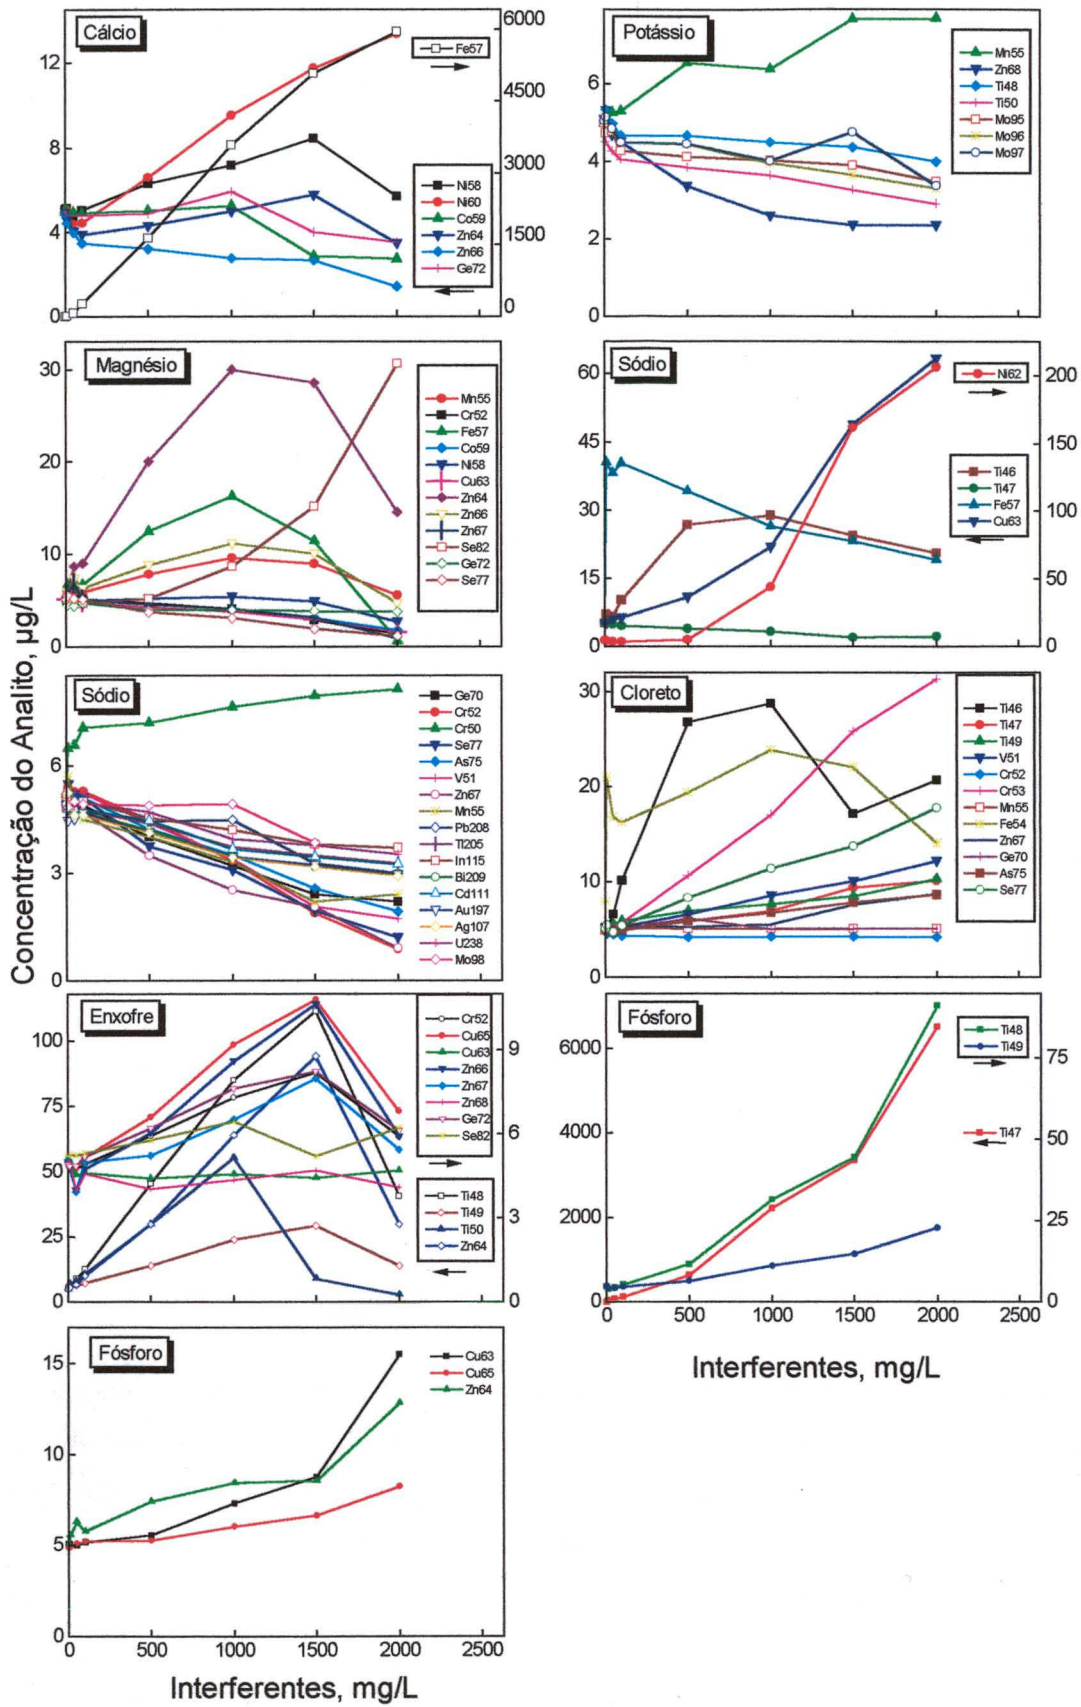 Concentração do Analito, µg/L
Cálcio
12
8
4
0
6000
4500
3000
1500
0
Fe57
Ni58
Ni60
Co59
Zn64
Zn66
Ge72
Potássio
6
4
2
0
Mn55
Zn68
Ti48
Ti50
Mo95
Mo96
Mo97
Magnésio
30
20
10
0
Mn55
Cr52
Fe57
Co59
Ni58
Cu63
Zn64
Zn66
Zn67
Se82
Ge72
Se77
Sódio
60
45
30
15
0
200
150
100
50
0
Ni62
Ti46
Ti47
Fe57
Cu63
Sódio
6
3
0
Ge70
Cr52
Cr50
Se77
As75
V51
Zn67
Mn55
Pb208
Tl205
In115
Bi209
Cd111
Au197
Ag107
U238
Mo98
Cloreto
30
20
10
0
Ti46
Ti47
Ti49
V51
Cr52
Cr53
Mn55
Fe54
Zn67
Ge70
As75
Se77
Enxofre
100
75
50
25
0
9
6
3
0
Cr52
Cu65
Cu63
Zn66
Zn67
Zn68
Ge72
Se82
Ti48
Ti49
Ti50
Zn64
Fósforo
6000
4000
2000
0
75
50
25
0
Ti48
Ti49
Ti47
0 500 1000 1500 2000 2500
Interferentes, mg/L
Fósforo
15
10
5
0
Cu63
Cu65
Zn64
0 500 1000 1500 2000 2500
Interferentes, mg/L